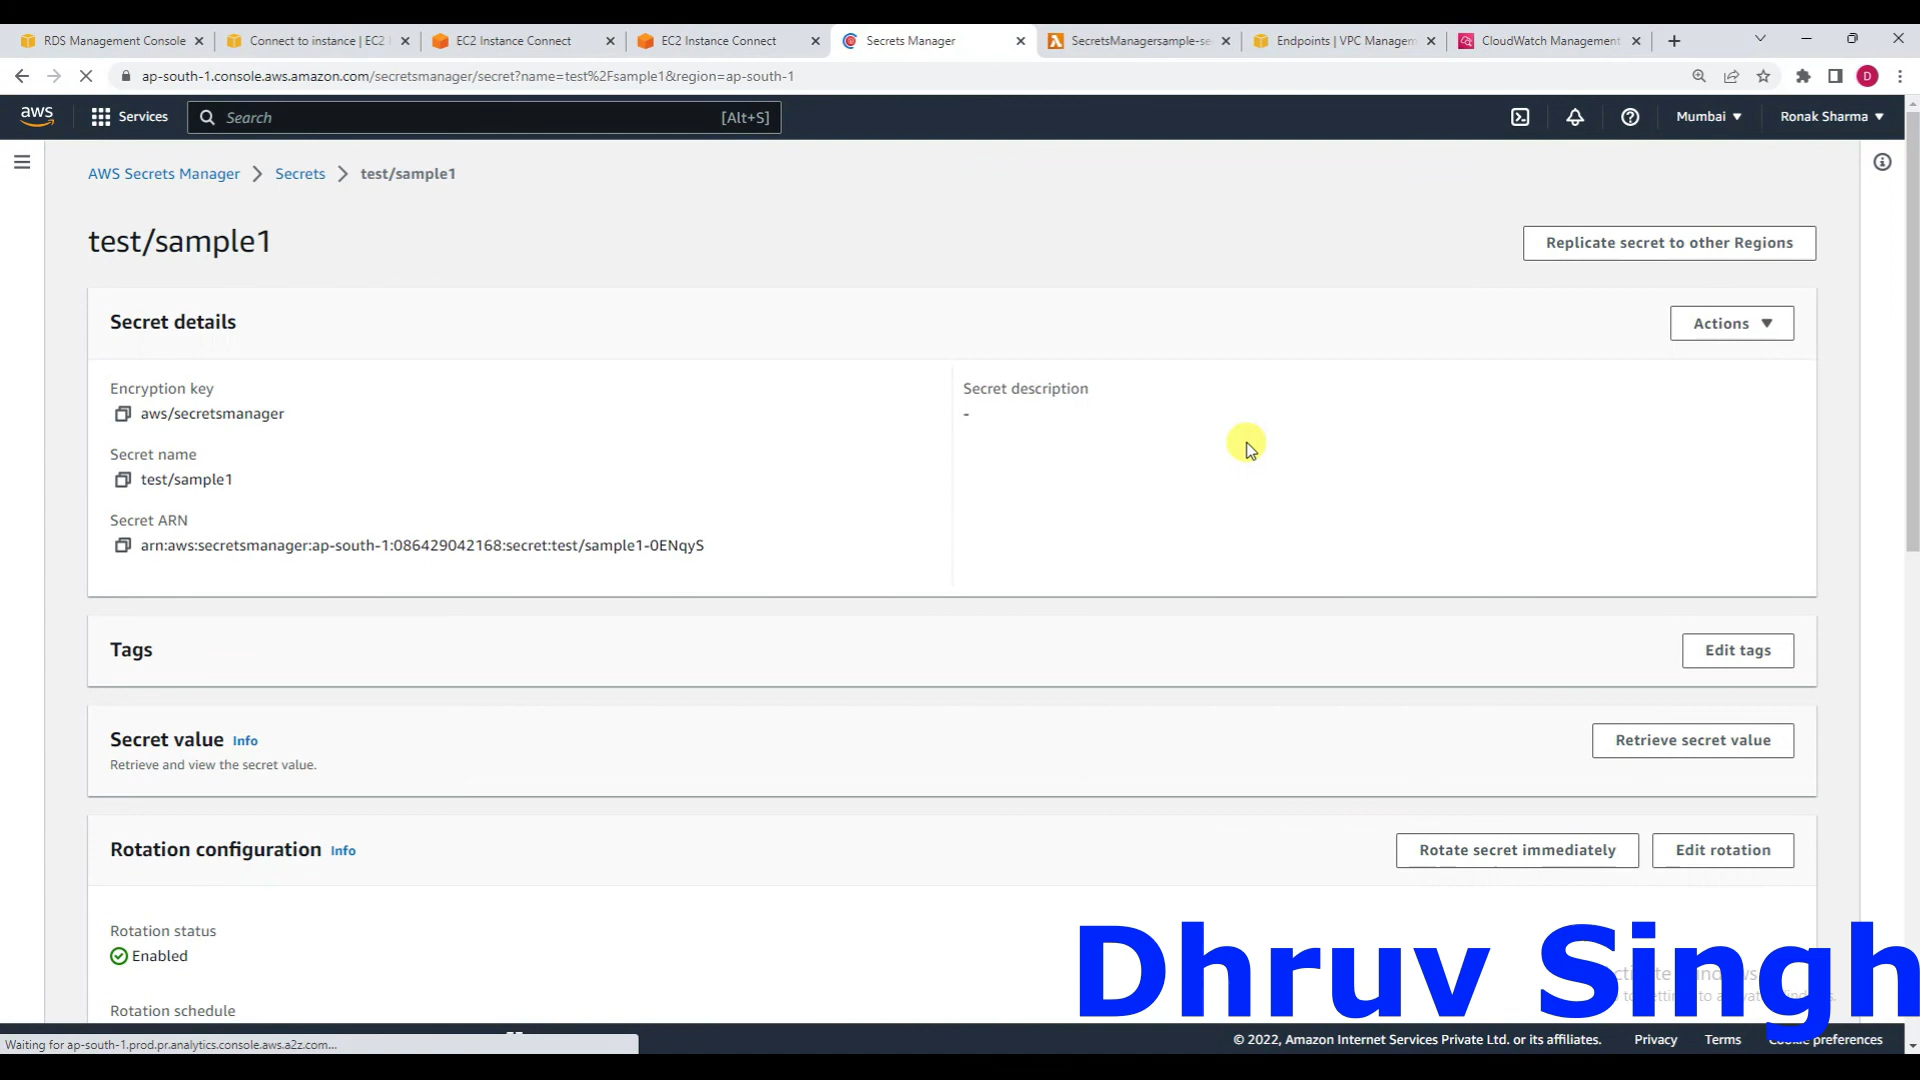 RDS Management Console
Connect to instance | EC2
EC2 Instance Connect
EC2 Instance Connect
Secrets Manager
SecretsManagersample-se
Endpoints | VPC Managem
CloudWatch Management
ap-south-1.console.aws.amazon.com/secretsmanager/secret?name=test%2Fsample1&region=ap-south-1
D
aws
Services
Search
[Alt+S]
Mumbai
Ronak Sharma
AWS Secrets Manager
Secrets
test/sample1
test/sample1
Replicate secret to other Regions
Secret details
Actions
Encryption key
aws/secretsmanager
Secret description
-
Secret name
test/sample1
Secret ARN
arn:aws:secretsmanager:ap-south-1:086429042168:secret:test/sample1-0ENqyS
Tags
Edit tags
Secret value Info
Retrieve and view the secret value.
Retrieve secret value
Rotation configuration Info
Rotate secret immediately
Edit rotation
Rotation status
Enabled
Rotation schedule
Dhruv Singh
Waiting for ap-south-1.prod.pr.analytics.console.aws.a2z.com...
© 2022, Amazon Internet Services Private Ltd. or its affiliates.
Privacy
Terms
Cookie preferences